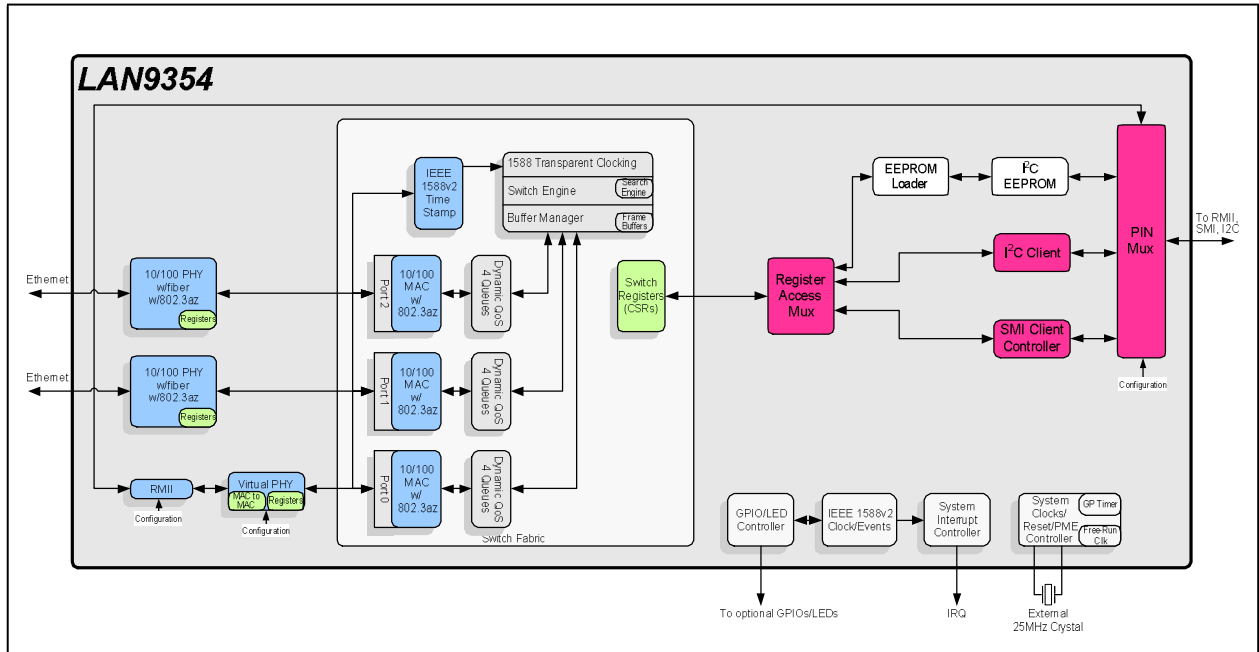 LAN9354
IEEE
1588v2
Time
Stamp
1588 Transparent Clocking
Switch Engine
Search
Engine
Buffer Manager
Frame
Buffers
EEPROM
Loader
I2C
EEPROM
PIN
Mux
To RMII,
SMI, I2C
I2C Client
SMI Client
Controller
Configuration
Register
Access
Mux
Switch
Registers
(CSRs)
Ethernet
10/100 PHY
w/fiber
w/802.3az
Registers
Port 2
10/100
MAC
w/
802.3az
Dynamic QoS
4 Queues
Ethernet
10/100 PHY
w/fiber
w/802.3az
Registers
Port 1
10/100
MAC
w/
802.3az
Dynamic QoS
4 Queues
RMII
Configuration
Virtual PHY
MAC to
MAC
Registers
Configuration
Port 0
10/100
MAC
w/
802.3az
Dynamic QoS
4 Queues
Switch Fabric
GPIO/LED
Controller
IEEE 1588v2
Clock/Events
System
Interrupt
Controller
System
Clocks/
Reset/PME
Controller
GP Timer
Free-Run
Clk
To optional GPIOs/LEDs
IRQ
External
25MHz Crystal